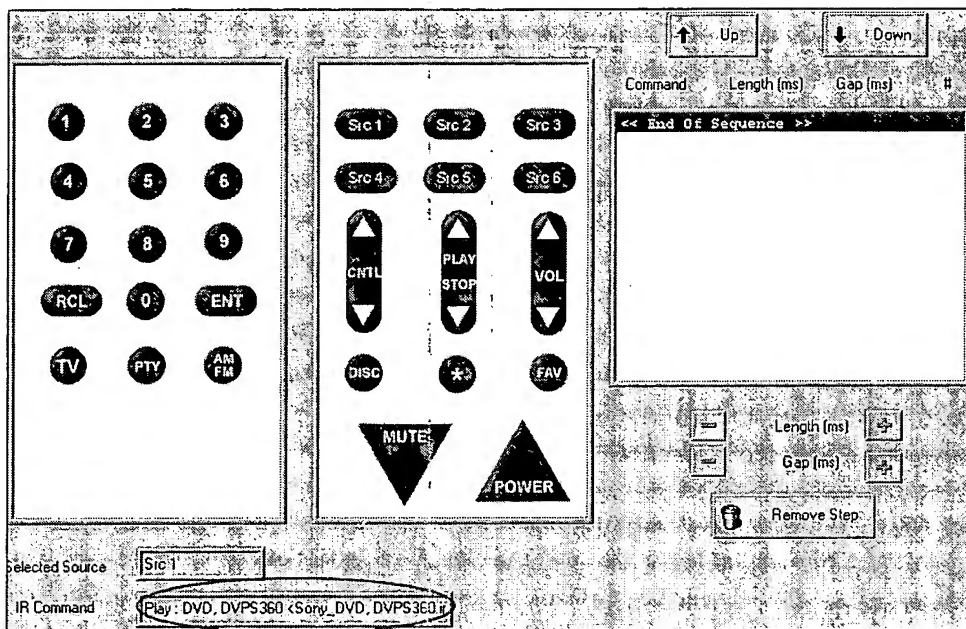 Up
Down
Command Length (ms) Gap (ms) #
<< End Of Sequence >>
1 2 3
4 5 6
7 8 9
RCL 0 ENT
TV PTY AM FM
Src 1 Src 2 Src 3
Src 4 Src 5 Src 6
CNTL PLAY STOP VOL
DISC * FAV
MUTE
POWER
- Length (ms) +
- Gap (ms) +
Remove Step
Selected Source Src 1
IR Command Play : DVD, DVPS360 <Sony_DVD, DVPS360.ir